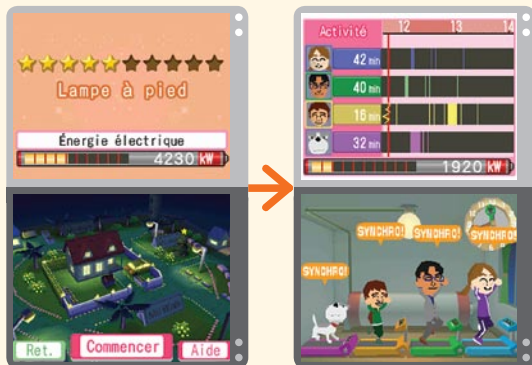 Lampe à pied
Énergie électrique
4230 kW
Ret.
Commencer
Aide
Activité
12 13 14
42 min
40 min
16 min
32 min
1920 kW
SYNCHRO!
SYNCHRO!
SYNCHRO!
SYNCHRO!